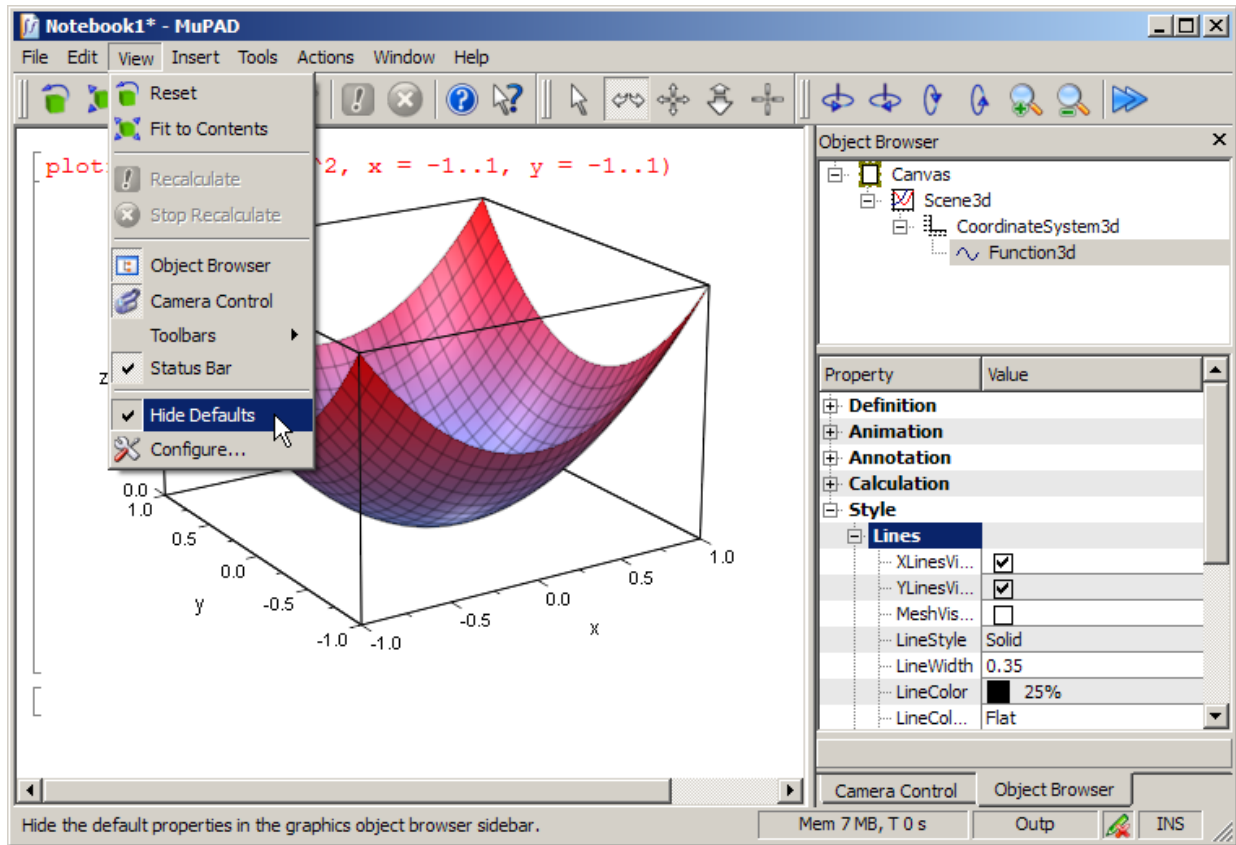 Notebook1* - MuPAD
File Edit View Insert Tools Actions Window Help
Reset
Fit to Contents
Recalculate
Stop Recalculate
Object Browser
Camera Control
Toolbars
Status Bar
Hide Defaults
Configure...
plot
^2, x = -1..1, y = -1..1)
z
0.0
1.0
0.5
0.0
y
-0.5
-1.0
-1.0
-0.5
0.0
x
0.5
1.0
Object Browser
Canvas
Scene3d
CoordinateSystem3d
Function3d
Property Value
Definition
Animation
Annotation
Calculation
Style
Lines
XLinesVi...
YLinesVi...
MeshVis...
LineStyle Solid
LineWidth 0.35
LineColor 25%
LineCol... Flat
Camera Control Object Browser
Hide the default properties in the graphics object browser sidebar.
Mem 7 MB, T 0 s Outp INS